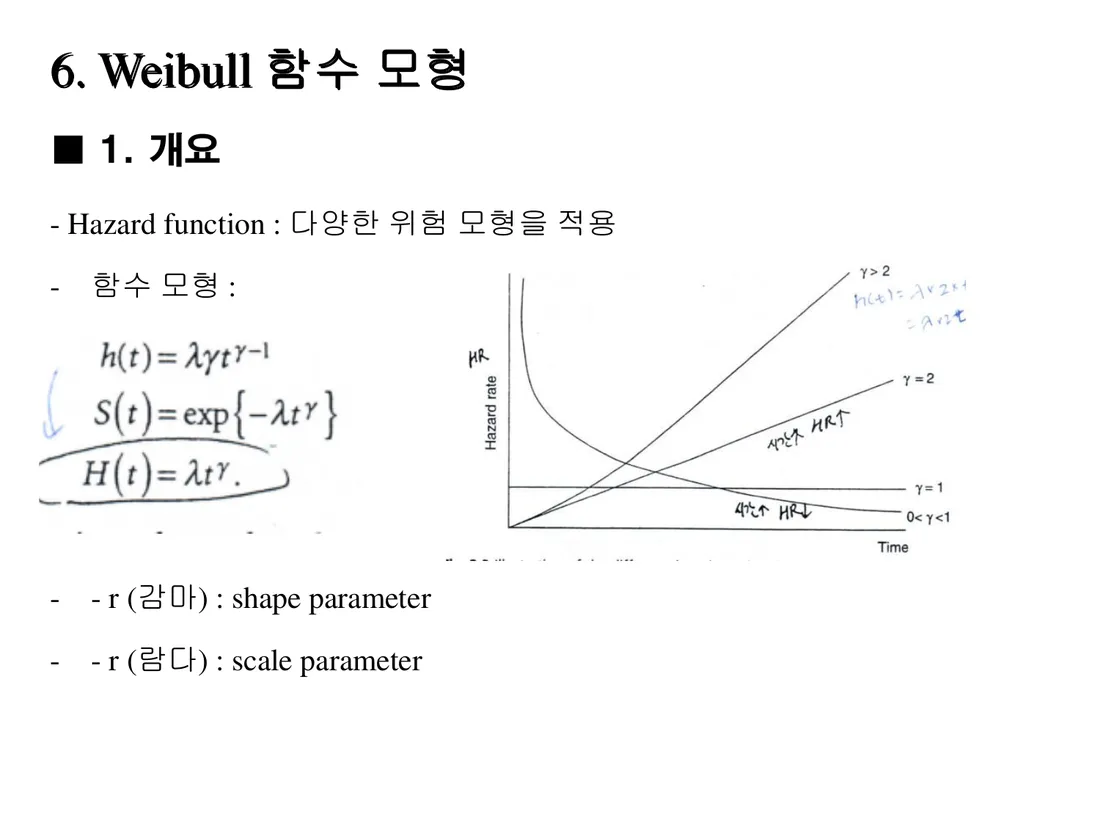 6. Weibull 함수 모형
■ 1. 개요
- Hazard function : 다양한 위험 모형을 적용
- 함수 모형 :
h(t)= λγt^γ−1
S(t)=exp{−λt^γ}
H(t)= λt^γ.
γ> 2
h(t)= λ×2×t
= λ×2t
HR
Hazard rate
γ=2
시간↑ HR↑
γ=1
시간↑ HR↓
0< γ<1
Time
- - r (감마) : shape parameter
- - r (람다) : scale parameter